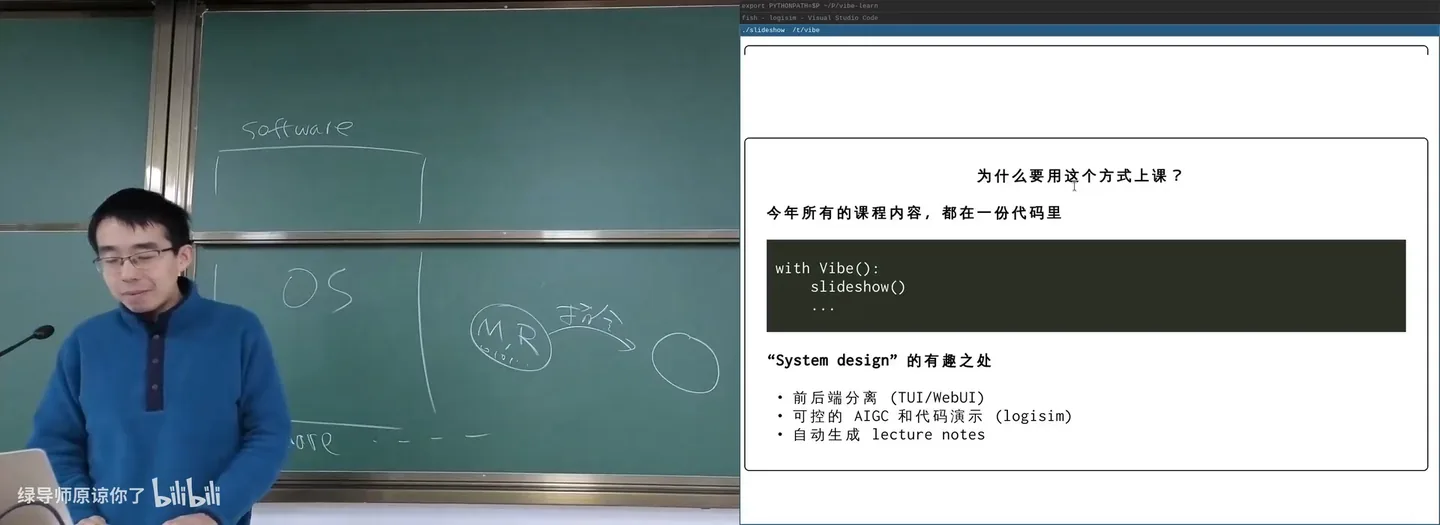 software
OS
M,R
指令
绿导师原谅你了 bilibili
export PYTHONPATH=$P ~/P/vibe-learn
fish - logisim - Visual Studio Code
./slideshow /t/vibe
为什么要用这个方式上课？
今年所有的课程内容，都在一份代码里
with Vibe():
slideshow()
...
“System design” 的有趣之处
• 前后端分离 (TUI/WebUI)
• 可控的 AIGC 和代码演示 (logisim)
• 自动生成 lecture notes